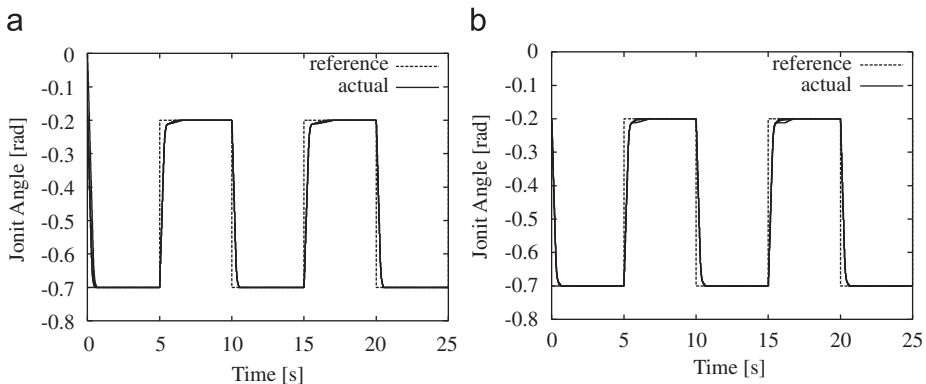 a
0
-0.1
-0.2
-0.3
-0.4
-0.5
-0.6
-0.7
-0.8
Jonit Angle [rad]
reference
actual
0 5 10 15 20 25
Time [s]
b
0
-0.1
-0.2
-0.3
-0.4
-0.5
-0.6
-0.7
-0.8
Jonit Angle [rad]
reference
actual
0 5 10 15 20 25
Time [s]